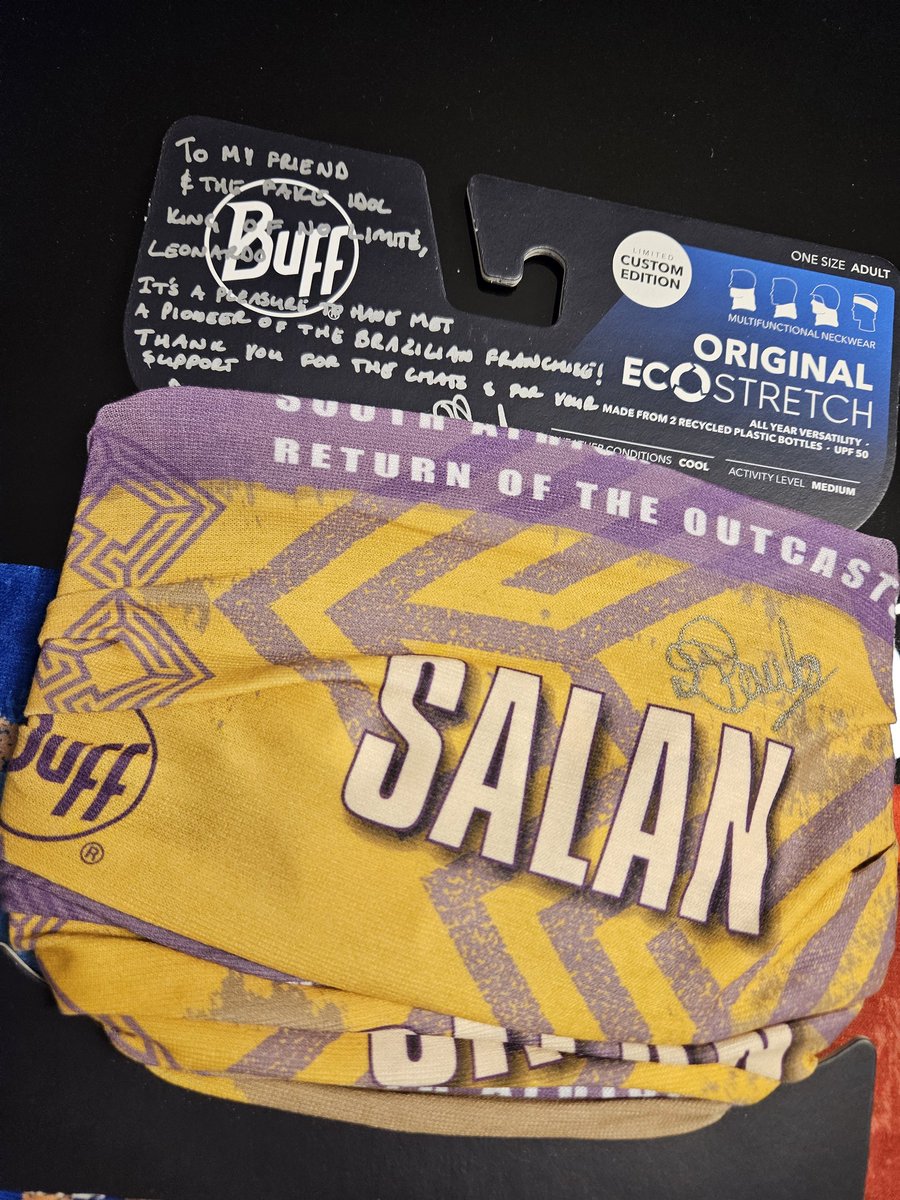 TO MY FRIEND
& THE FAKE IDOL
KING OF NO LIMITE,
LEONARDO
IT'S A PLEASURE TO HAVE MET
A PIONEER OF THE BRAZILIAN FRANCHISE!
THANK YOU FOR THE CHATS & FOR YOUR
SUPPORT
Buff
®
LIMITED
CUSTOM
EDITION
ONE SIZE ADULT
MULTIFUNCTIONAL NECKWEAR
ORIGINAL
ECOSTRETCH
ALL YEAR VERSATILITY ·
MADE FROM 2 RECYCLED PLASTIC BOTTLES · UPF 50
CONDITIONS COOL
ACTIVITY LEVEL MEDIUM
SOUTH
RETURN OF THE OUTCASTS
SALAN
Buff
®